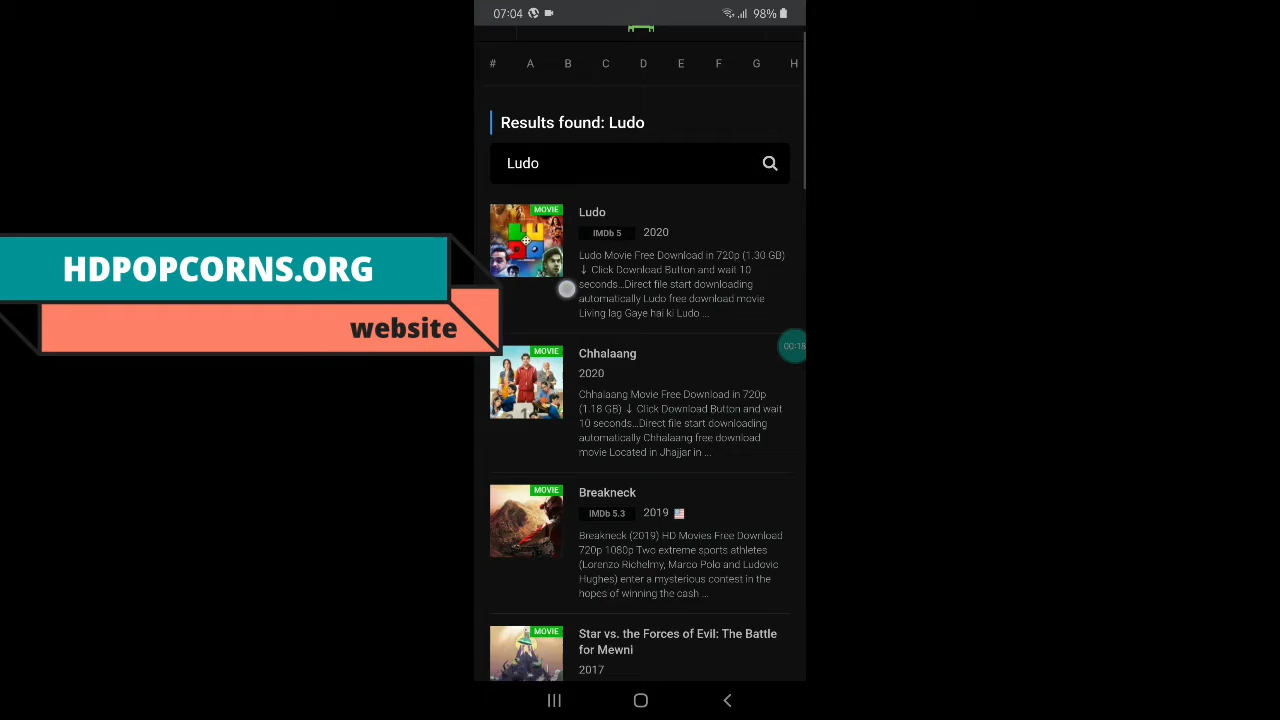 07:04
98%
# A B C D E F G H
Results found: Ludo
Ludo
MOVIE
Ludo
IMDb 5 2020
Ludo Movie Free Download in 720p (1.30 GB)
↓ Click Download Button and wait 10
seconds...Direct file start downloading
automatically Ludo free download movie
Living lag Gaye hai ki Ludo ...
HDPOPCORNS.ORG
website
00:18
MOVIE
Chhalaang
2020
Chhalaang Movie Free Download in 720p
(1.18 GB) ↓ Click Download Button and wait
10 seconds...Direct file start downloading
automatically Chhalaang free download
movie Located in Jhajjar in ...
MOVIE
Breakneck
IMDb 5.3 2019
Breakneck (2019) HD Movies Free Download
720p 1080p Two extreme sports athletes
(Lorenzo Richelmy, Marco Polo and Ludovic
Hughes) enter a mysterious contest in the
hopes of winning the cash ...
MOVIE
Star vs. the Forces of Evil: The Battle
for Mewni
2017